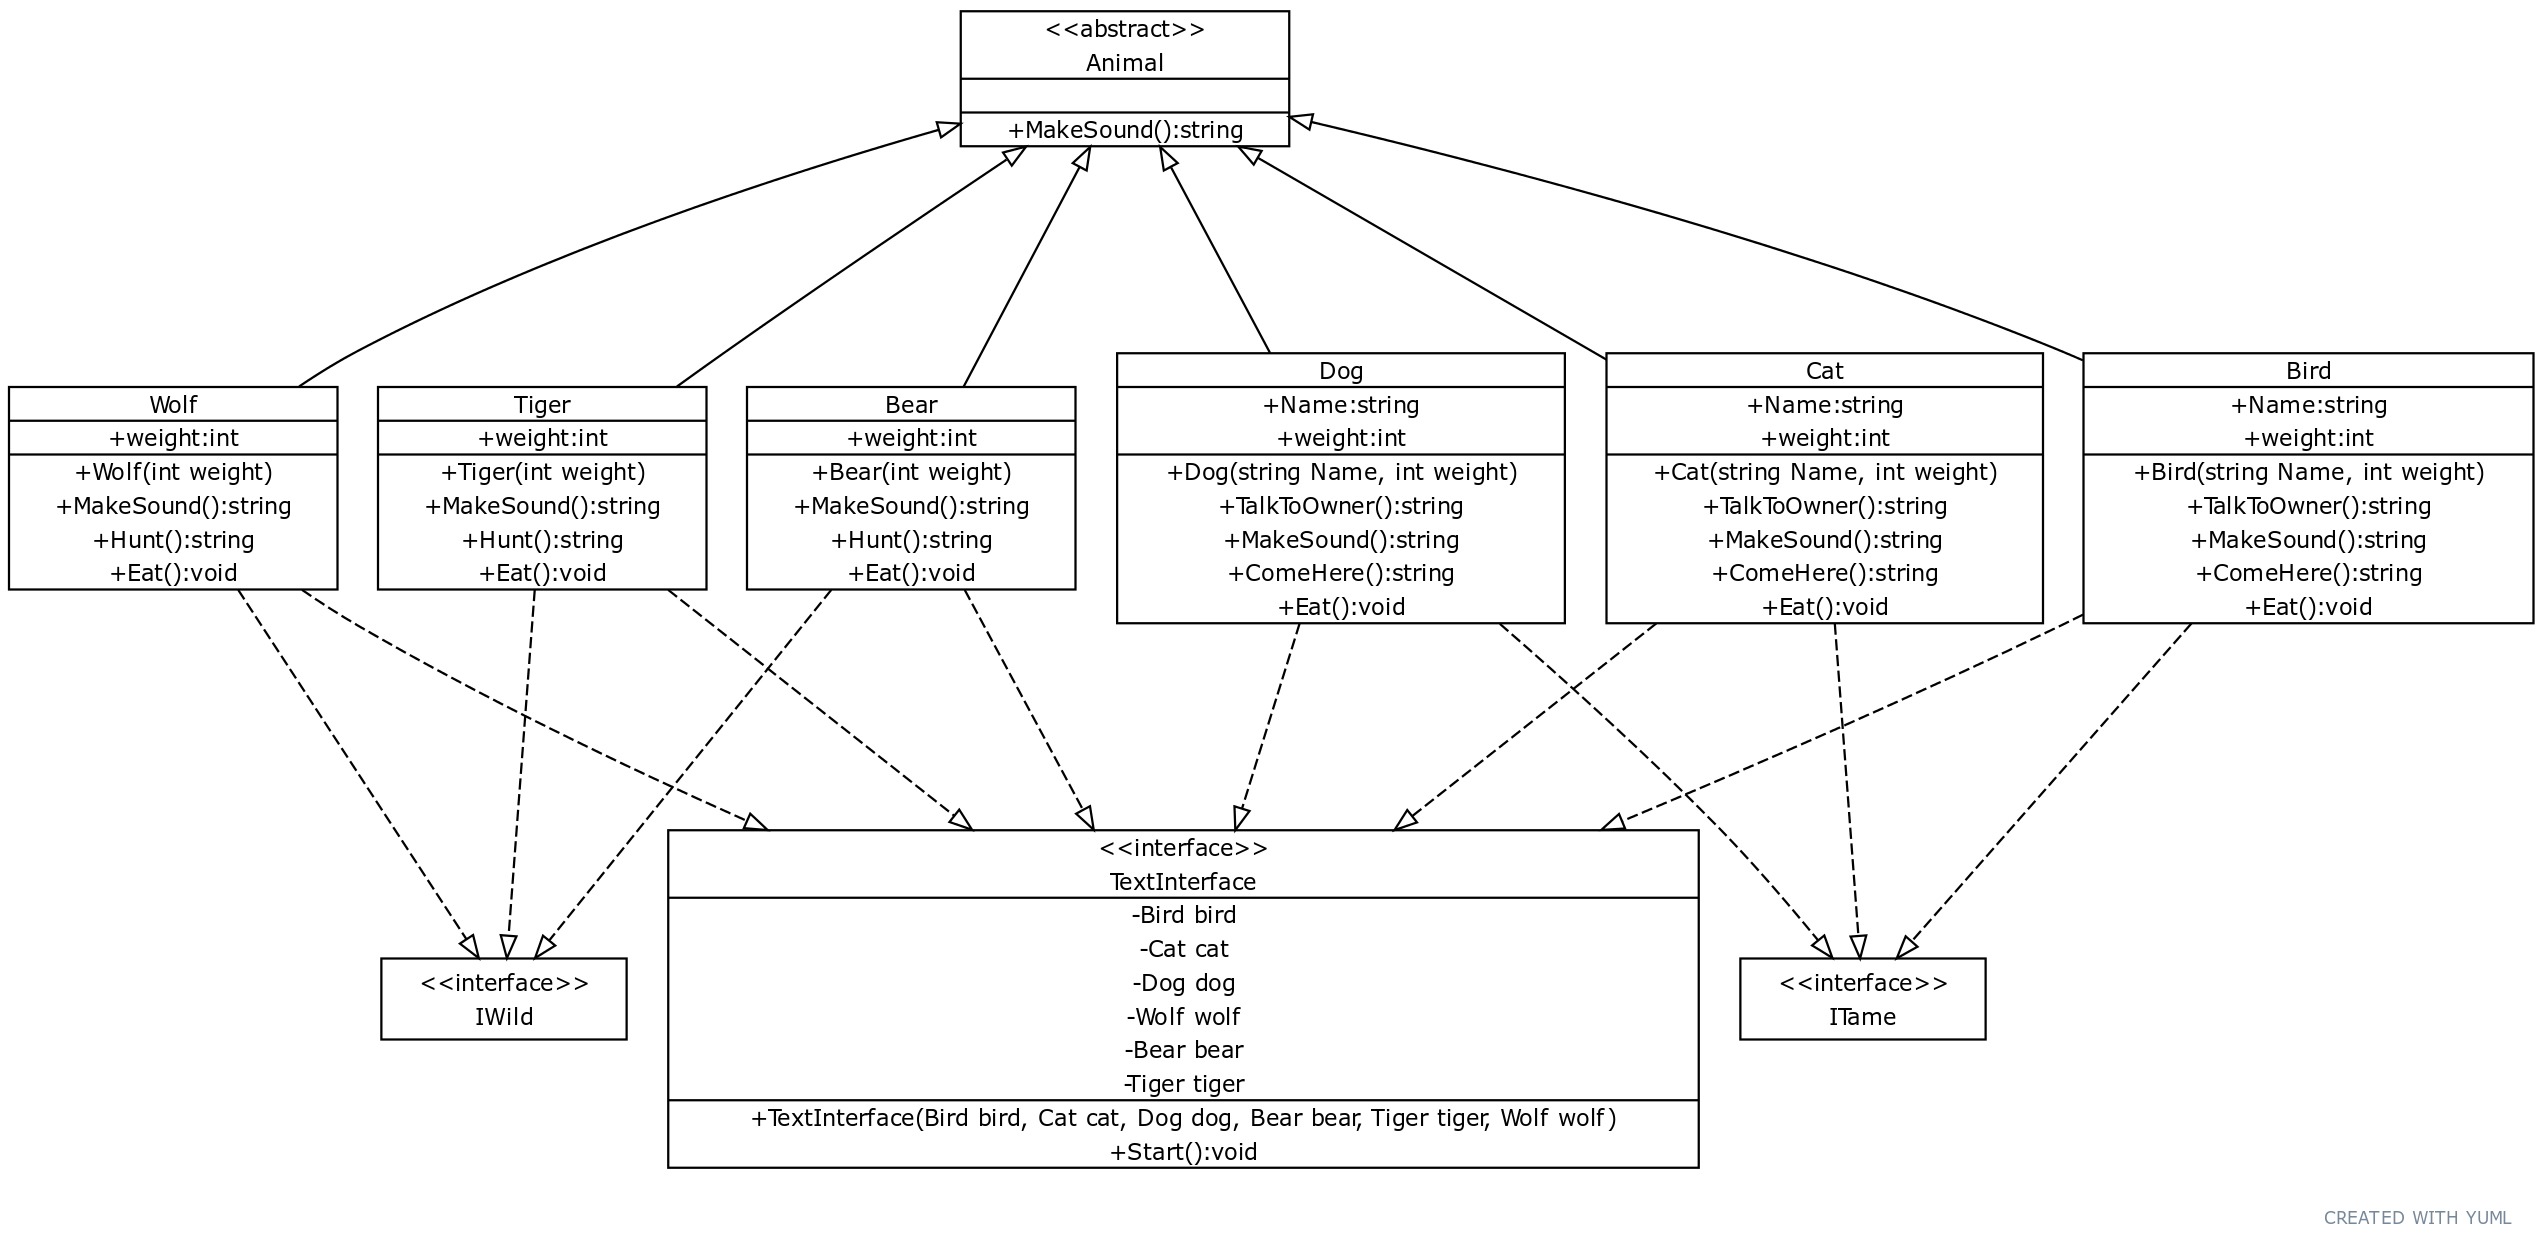 <<abstract>>
Animal
+MakeSound():string
Wolf
+weight:int
+Wolf(int weight)
+MakeSound():string
+Hunt():string
+Eat():void
Tiger
+weight:int
+Tiger(int weight)
+MakeSound():string
+Hunt():string
+Eat():void
Bear
+weight:int
+Bear(int weight)
+MakeSound():string
+Hunt():string
+Eat():void
Dog
+Name:string
+weight:int
+Dog(string Name, int weight)
+TalkToOwner():string
+MakeSound():string
+ComeHere():string
+Eat():void
Cat
+Name:string
+weight:int
+Cat(string Name, int weight)
+TalkToOwner():string
+MakeSound():string
+ComeHere():string
+Eat():void
Bird
+Name:string
+weight:int
+Bird(string Name, int weight)
+TalkToOwner():string
+MakeSound():string
+ComeHere():string
+Eat():void
<<interface>>
IWild
<<interface>>
TextInterface
-Bird bird
-Cat cat
-Dog dog
-Wolf wolf
-Bear bear
-Tiger tiger
+TextInterface(Bird bird, Cat cat, Dog dog, Bear bear, Tiger tiger, Wolf wolf)
+Start():void
<<interface>>
ITame
CREATED WITH YUML